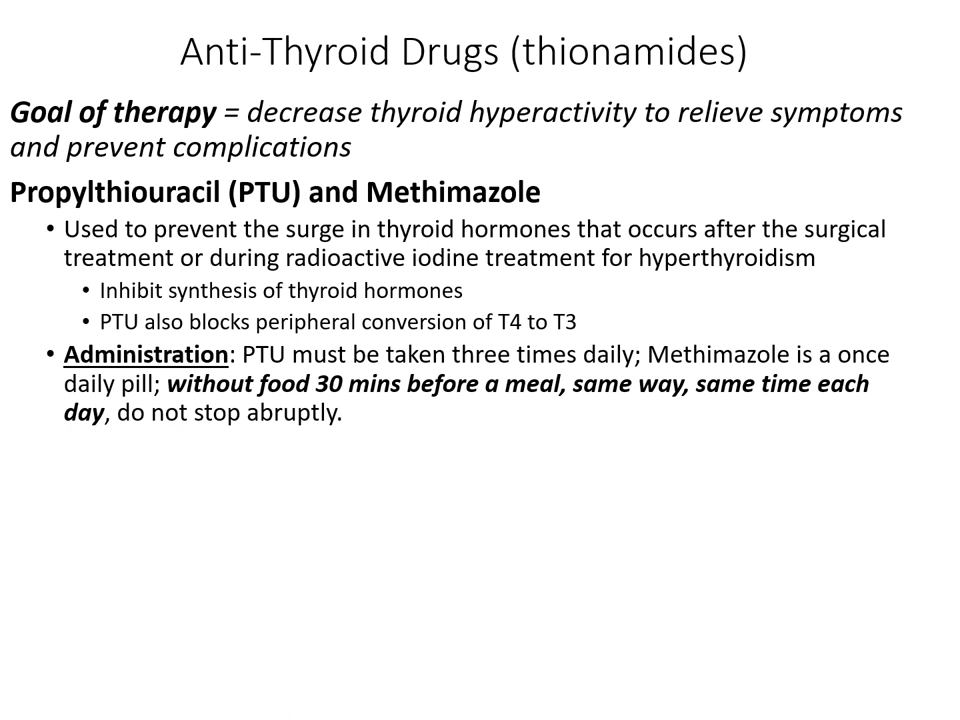 Anti-Thyroid Drugs (thionamides)
Goal of therapy = decrease thyroid hyperactivity to relieve symptoms
and prevent complications
Propylthiouracil (PTU) and Methimazole
• Used to prevent the surge in thyroid hormones that occurs after the surgical
treatment or during radioactive iodine treatment for hyperthyroidism
• Inhibit synthesis of thyroid hormones
• PTU also blocks peripheral conversion of T4 to T3
• Administration: PTU must be taken three times daily; Methimazole is a once
daily pill; without food 30 mins before a meal, same way, same time each
day, do not stop abruptly.